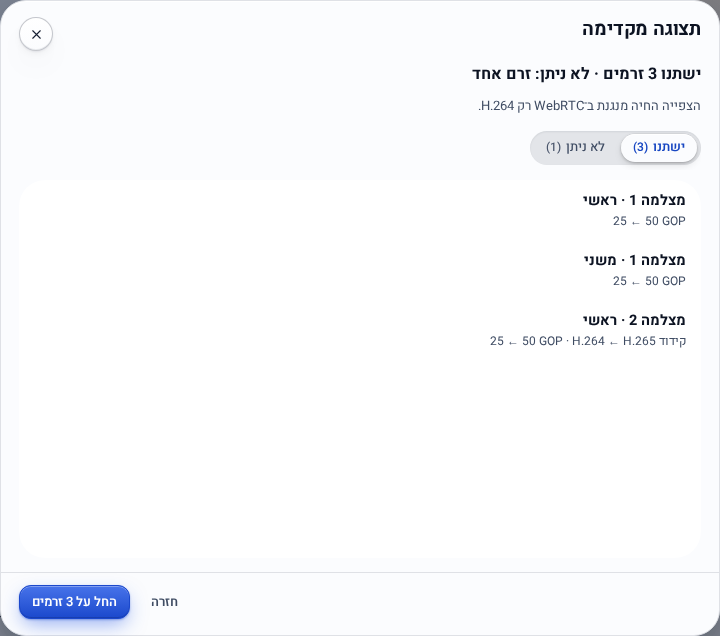 תצוגה מקדימה
ישתנו 3 זרמים · לא ניתן: זרם אחד
הצפייה החיה מנגנת ב־WebRTC רק H.264.
ישתנו (3)
לא ניתן (1)
מצלמה 1 · ראשי
GOP 50 ← 25
מצלמה 1 · משני
GOP 50 ← 25
מצלמה 2 · ראשי
קידוד H.265 ← H.264 · GOP 50 ← 25
חזרה
החל על 3 זרמים